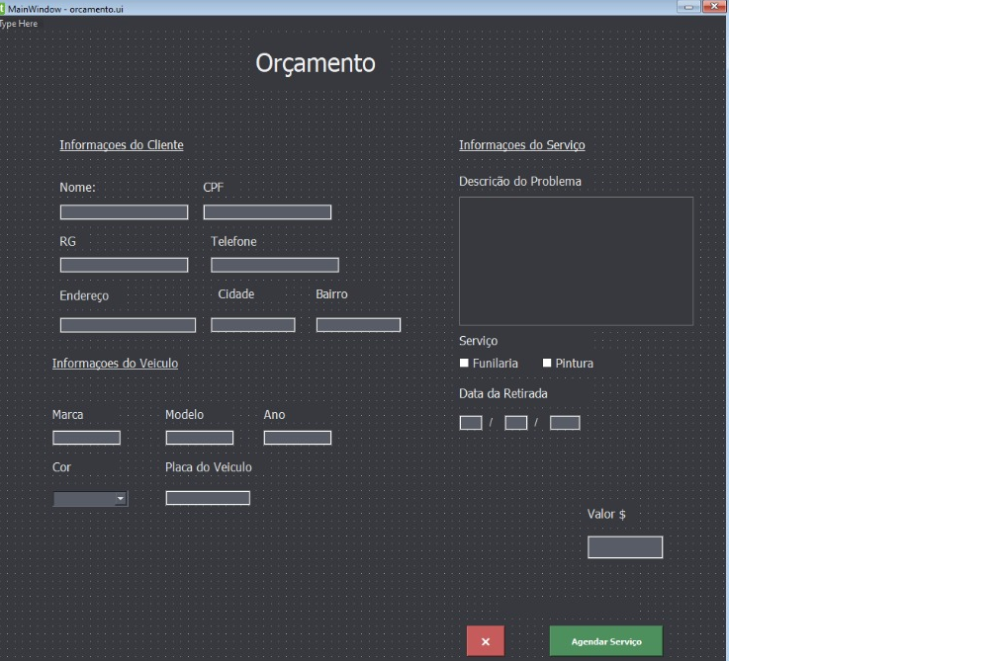 MainWindow - orcamento.ui
Type Here
Orçamento
Informaçoes do Cliente
Informaçoes do Serviço
Nome:
CPF
Descrição do Problema
RG
Telefone
Endereço
Cidade
Bairro
Serviço
Informaçoes do Veiculo
Funilaria
Pintura
Data da Retirada
Marca
Modelo
Ano
/ /
Cor
Placa do Veiculo
Valor $
×
Agendar Serviço